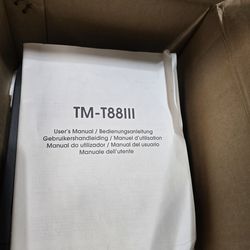 TM-T88III
User's Manual / Bedienungsanleitung
Gebruikershandleiding / Manuel d'utilisation
Manual do utilizador / Manual del usuario
Manuale dell'utente